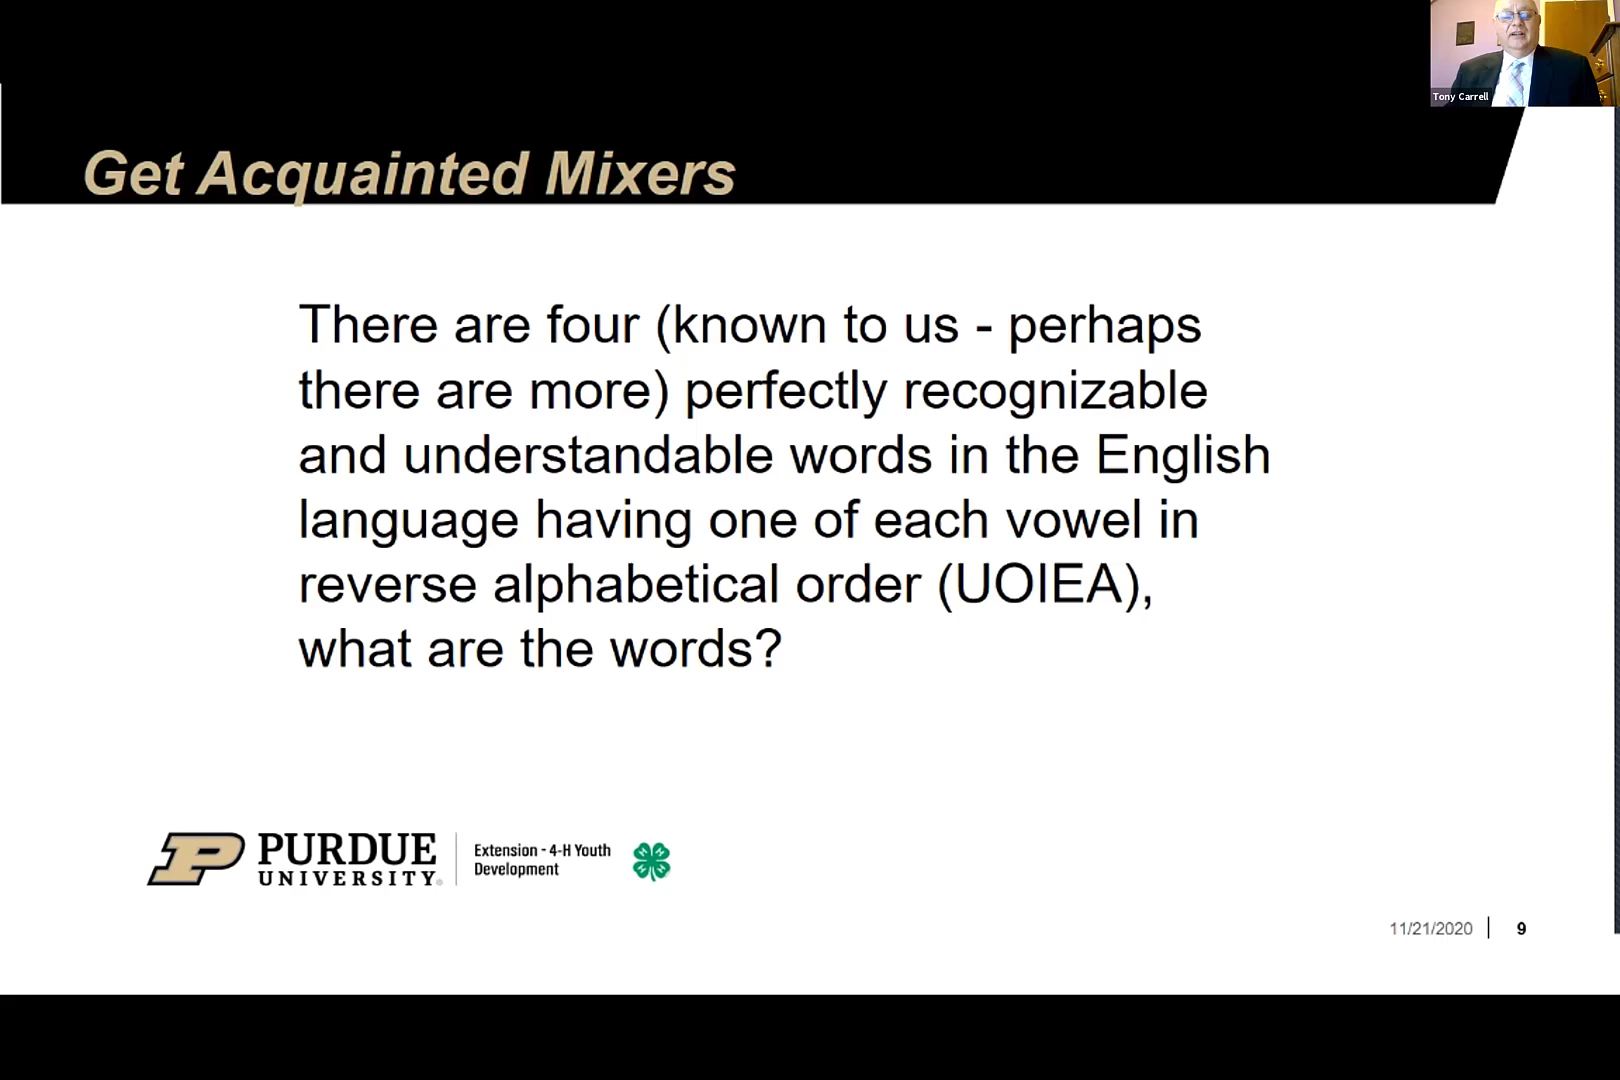 Tony Carrell
Get Acquainted Mixers
There are four (known to us - perhaps
there are more) perfectly recognizable
and understandable words in the English
language having one of each vowel in
reverse alphabetical order (UOIEA),
what are the words?
PURDUE
UNIVERSITY®
Extension - 4-H Youth
Development
H H H H
11/21/2020 | 9